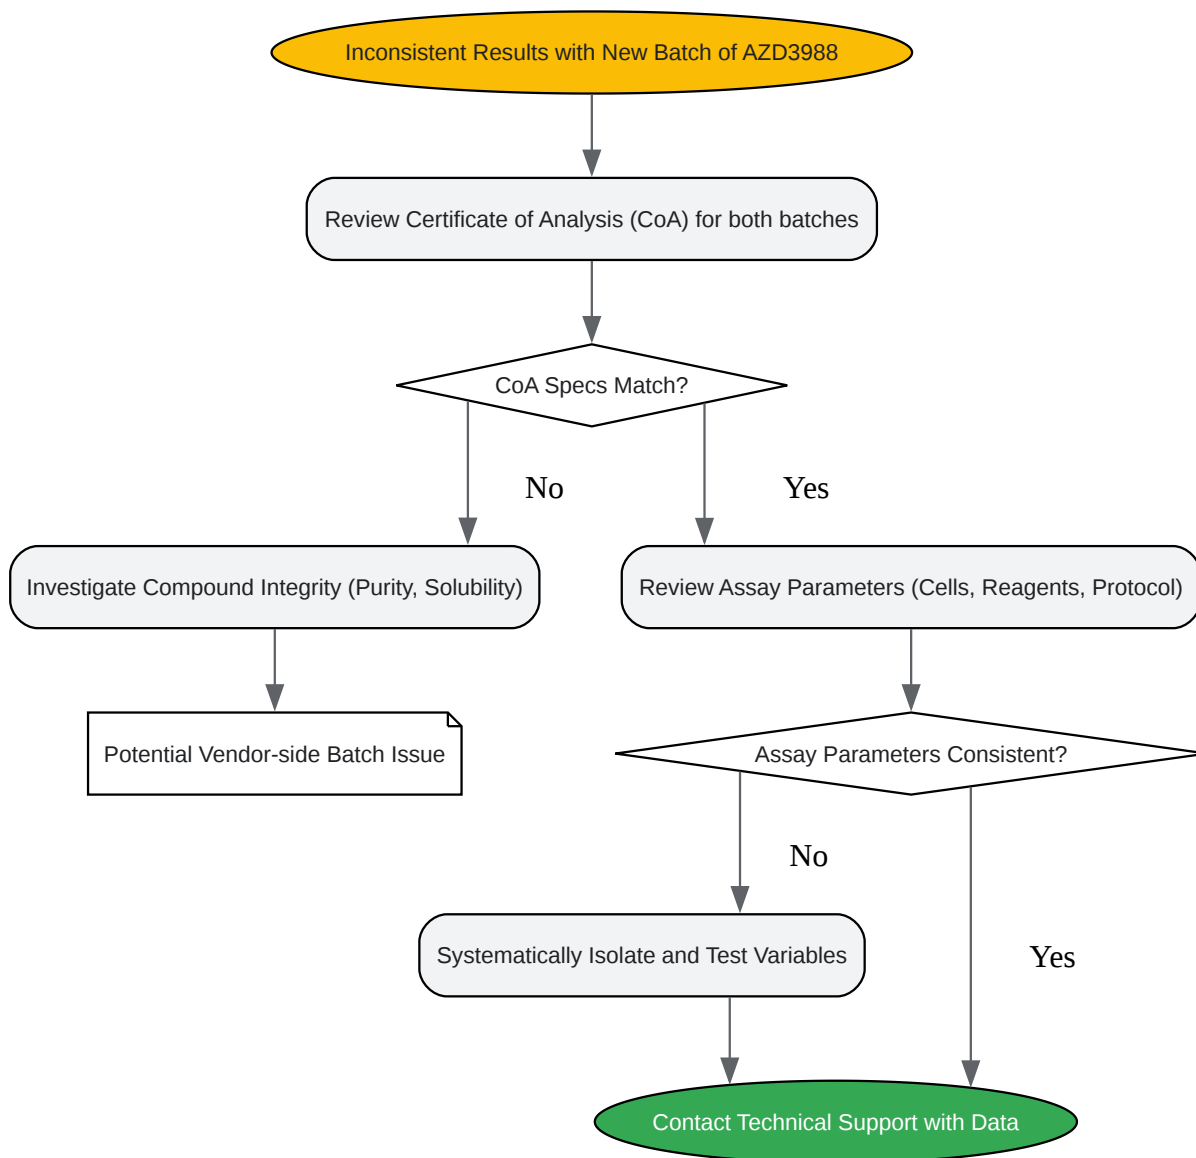 Inconsistent Results with New Batch of AZD3988
Review Certificate of Analysis (CoA) for both batches
CoA Specs Match?
No
Yes
Investigate Compound Integrity (Purity, Solubility)
Review Assay Parameters (Cells, Reagents, Protocol)
Potential Vendor-side Batch Issue
Assay Parameters Consistent?
No
Systematically Isolate and Test Variables
Yes
Contact Technical Support with Data